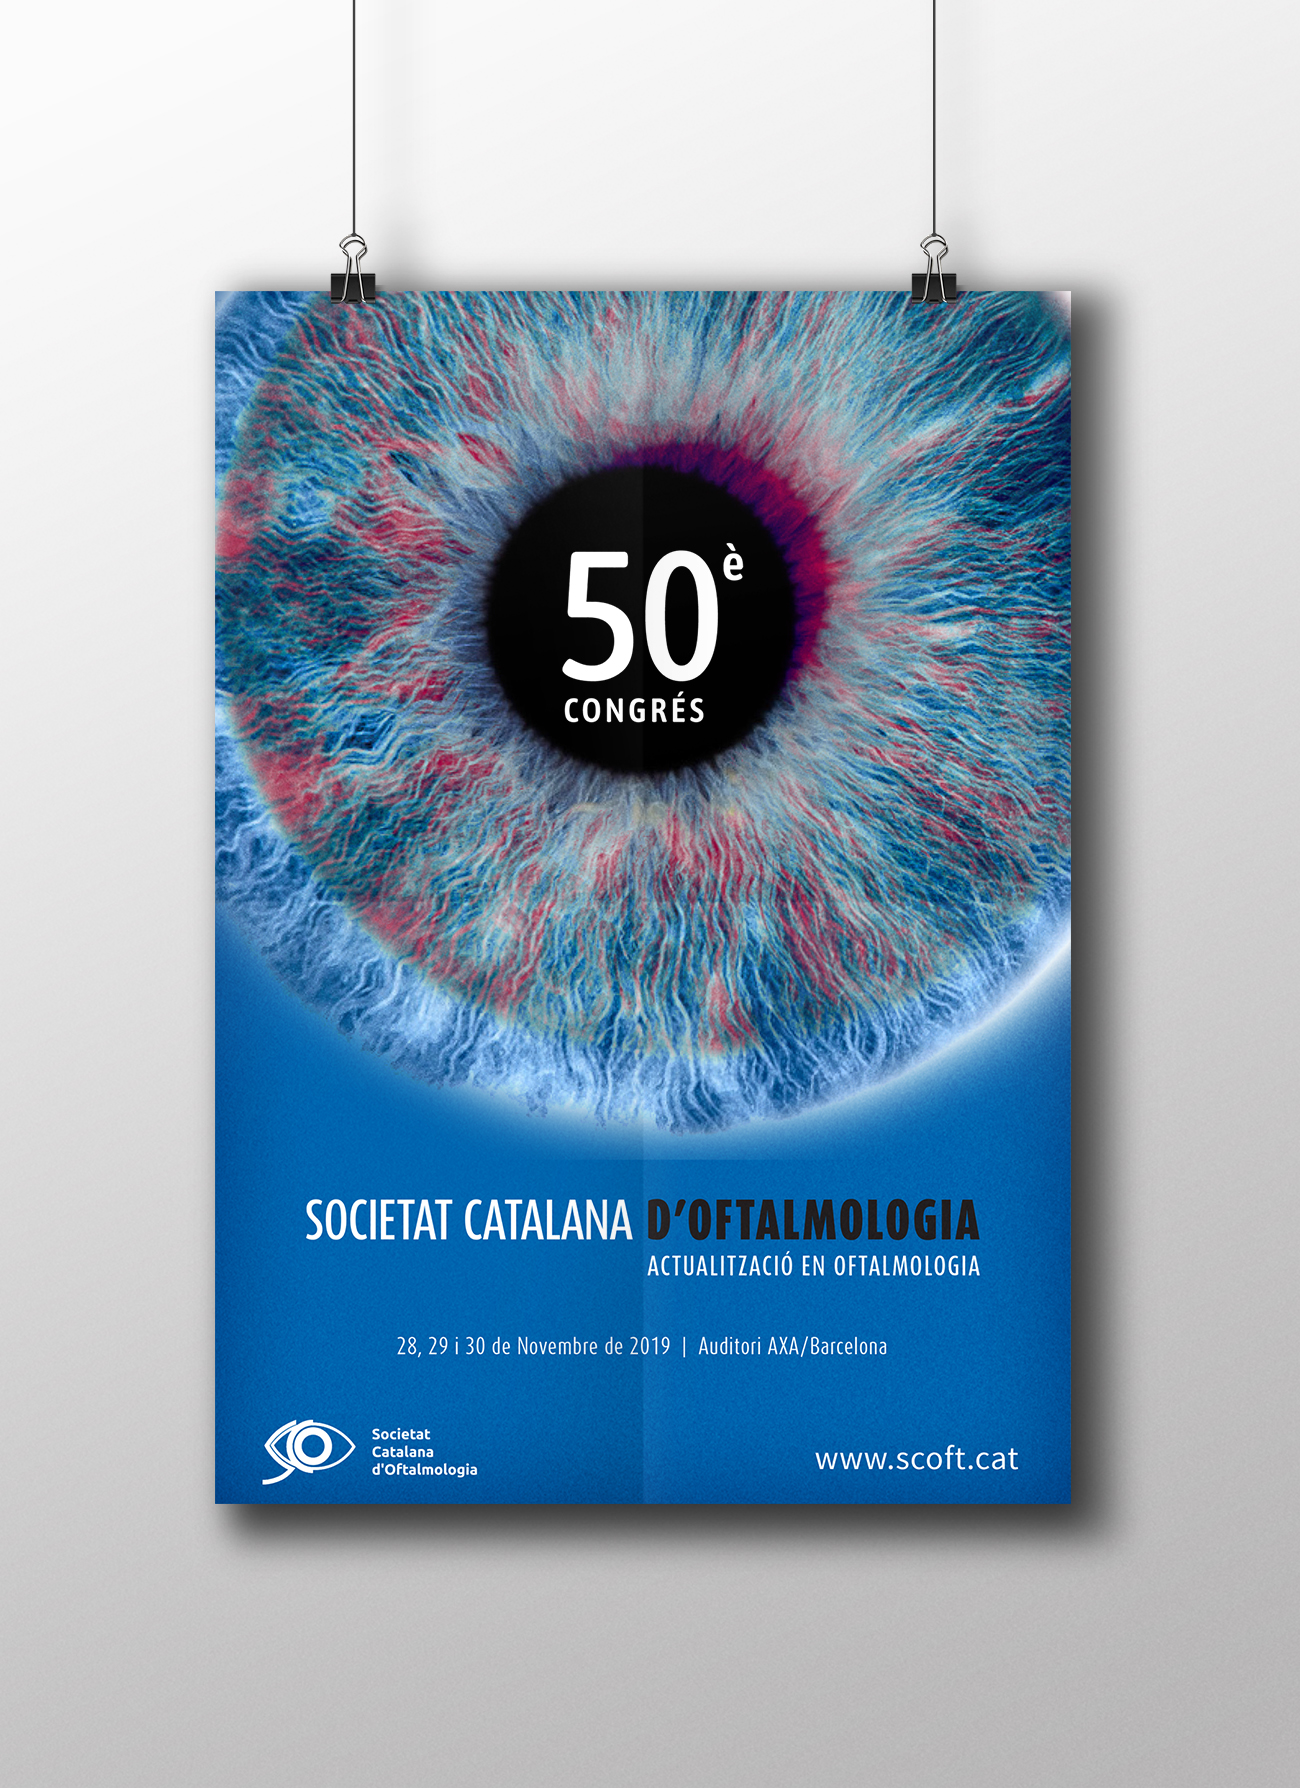 50è
CONGRÉS
SOCIETAT CATALANA D'OFTALMOLOGIA
ACTUALITZACIÓ EN OFTALMOLOGIA
28, 29 i 30 de Novembre de 2019 | Auditori AXA/Barcelona
Societat
Catalana
d'Oftalmologia
www.scoft.cat